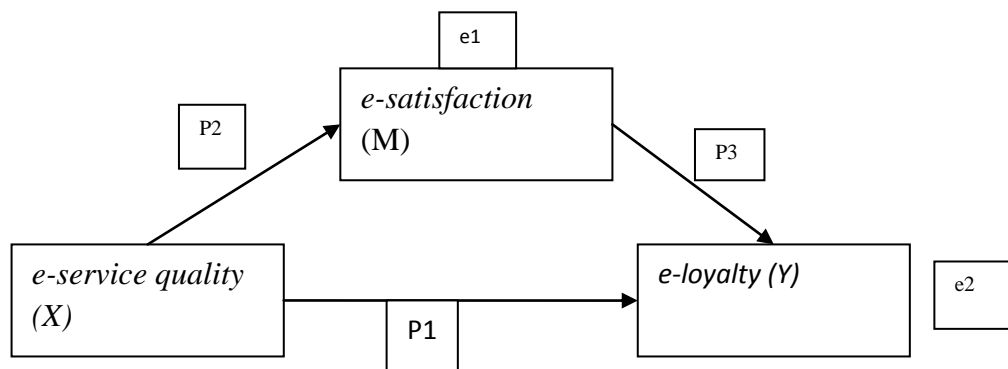 e1
e-satisfaction
(M)
P2
P3
e-service quality
(X)
e-loyalty (Y)
e2
P1